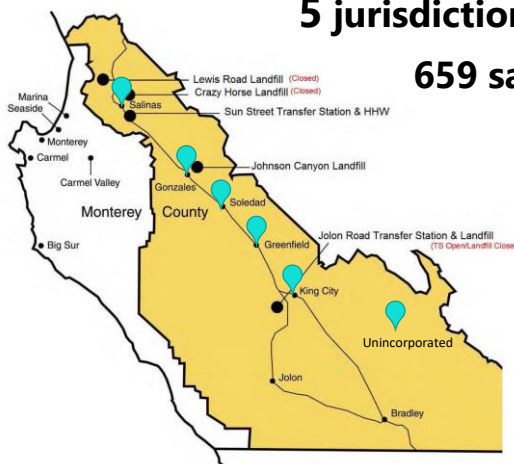 5 jurisdiction
659 sa
Lewis Road Landfill (Closed)
Crazy Horse Landfill (Closed)
Salinas
Sun Street Transfer Station & HHW
Marina
Seaside
Monterey
Carmel
Carmel Valley
Johnson Canyon Landfill
Gonzales
Soledad
Monterey County
Jolon Road Transfer Station & Landfill
(TS Open/Landfill Close
Greenfield
Big Sur
King City
Unincorporated
Jolon
Bradley